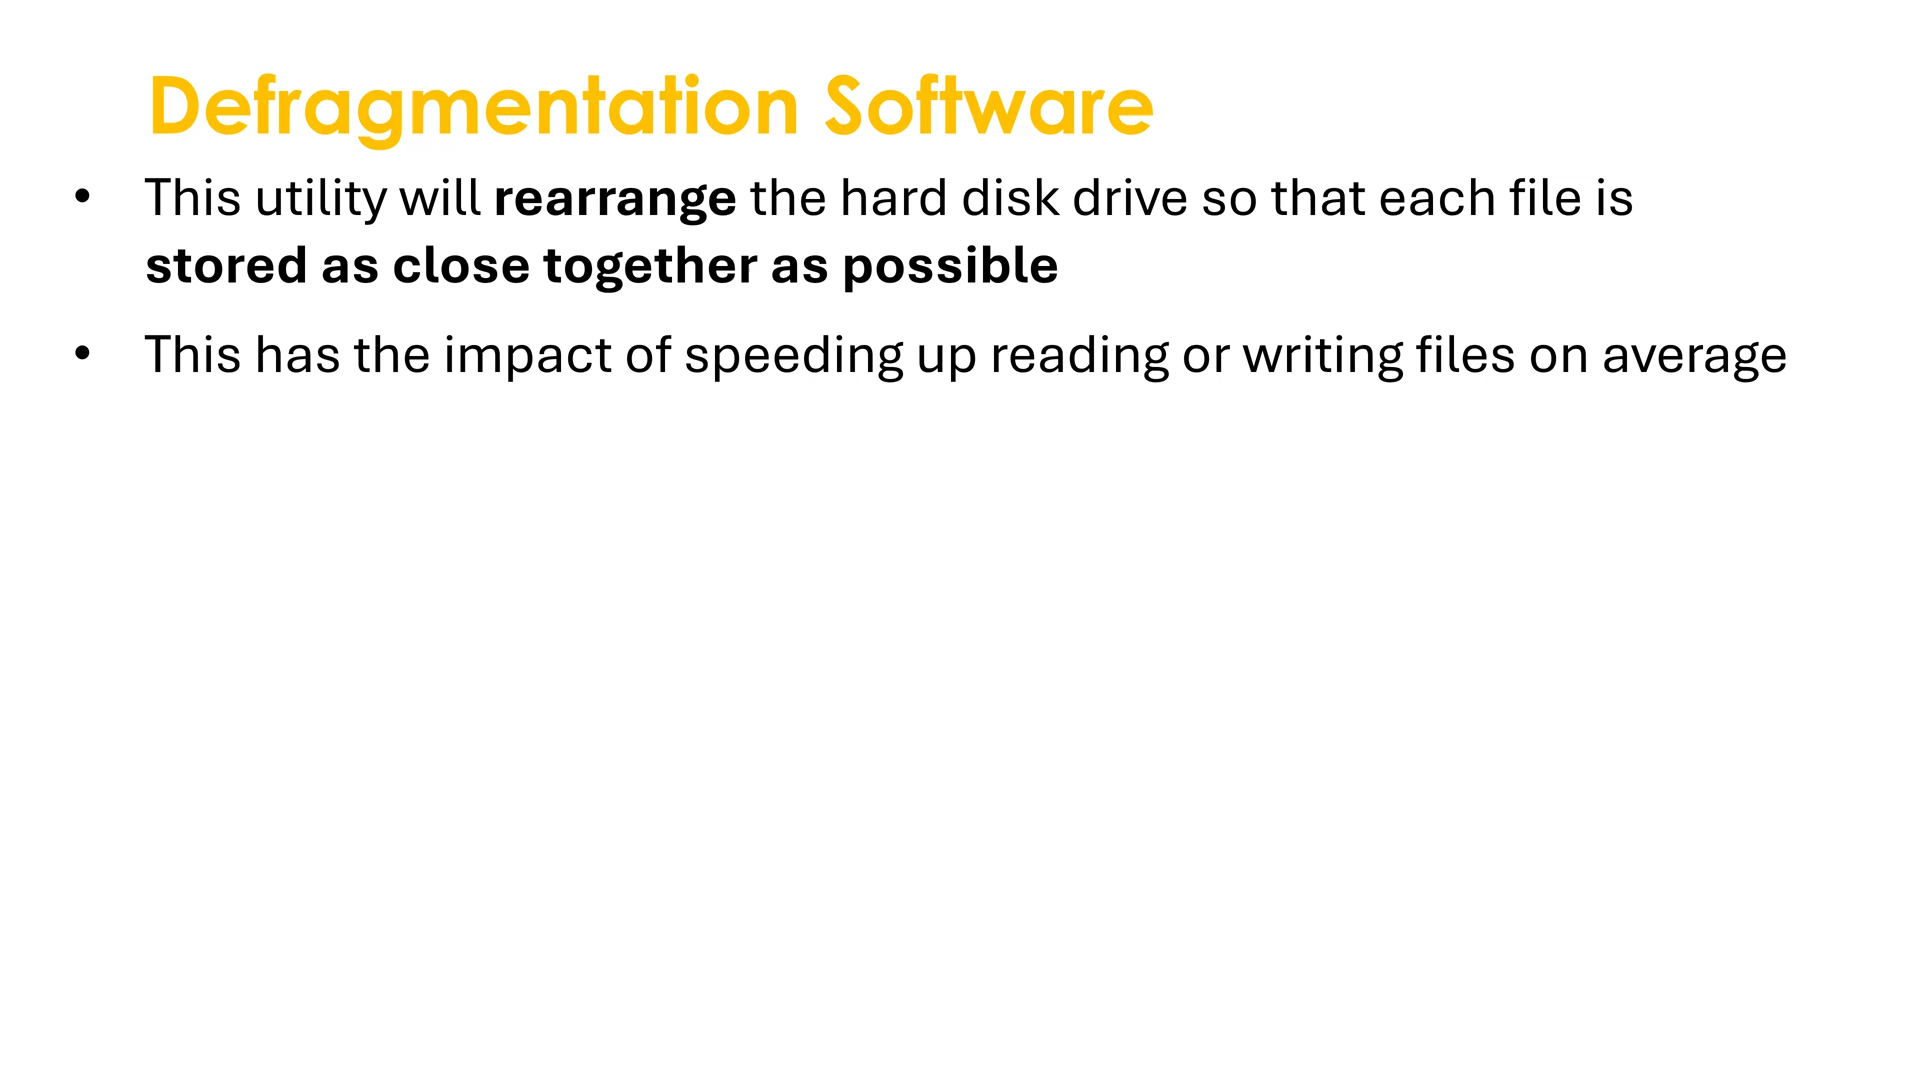 Defragmentation Software
• This utility will rearrange the hard disk drive so that each file is
stored as close together as possible
• This has the impact of speeding up reading or writing files on average